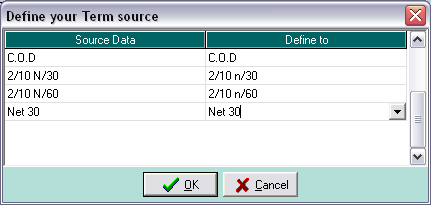 Define your Term source
Source Data Define to
C.O.D C.O.D
2/10 N/30 2/10 n/30
2/10 N/60 2/10 n/60
Net 30 Net 30
OK Cancel